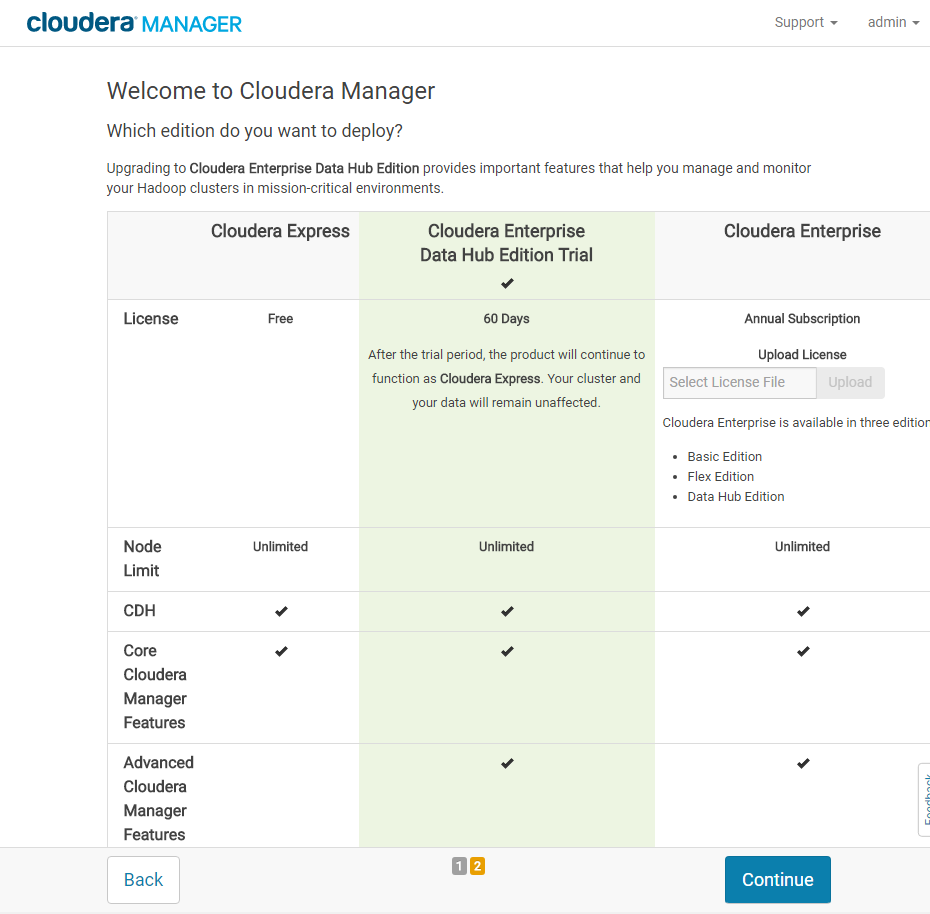 cloudera MANAGER
Support
admin
Welcome to Cloudera Manager
Which edition do you want to deploy?
Upgrading to Cloudera Enterprise Data Hub Edition provides important features that help you manage and monitor
your Hadoop clusters in mission-critical environments.
Cloudera Express
Cloudera Enterprise
Data Hub Edition Trial
Cloudera Enterprise
License
Free
60 Days
After the trial period, the product will continue to
function as Cloudera Express. Your cluster and
your data will remain unaffected.
Annual Subscription
Upload License
Select License File
Upload
Cloudera Enterprise is available in three edition
Basic Edition
Flex Edition
Data Hub Edition
Node
Limit
Unlimited
Unlimited
Unlimited
CDH
Core
Cloudera
Manager
Features
Advanced
Cloudera
Manager
Features
Feedback
Back
1
2
Continue